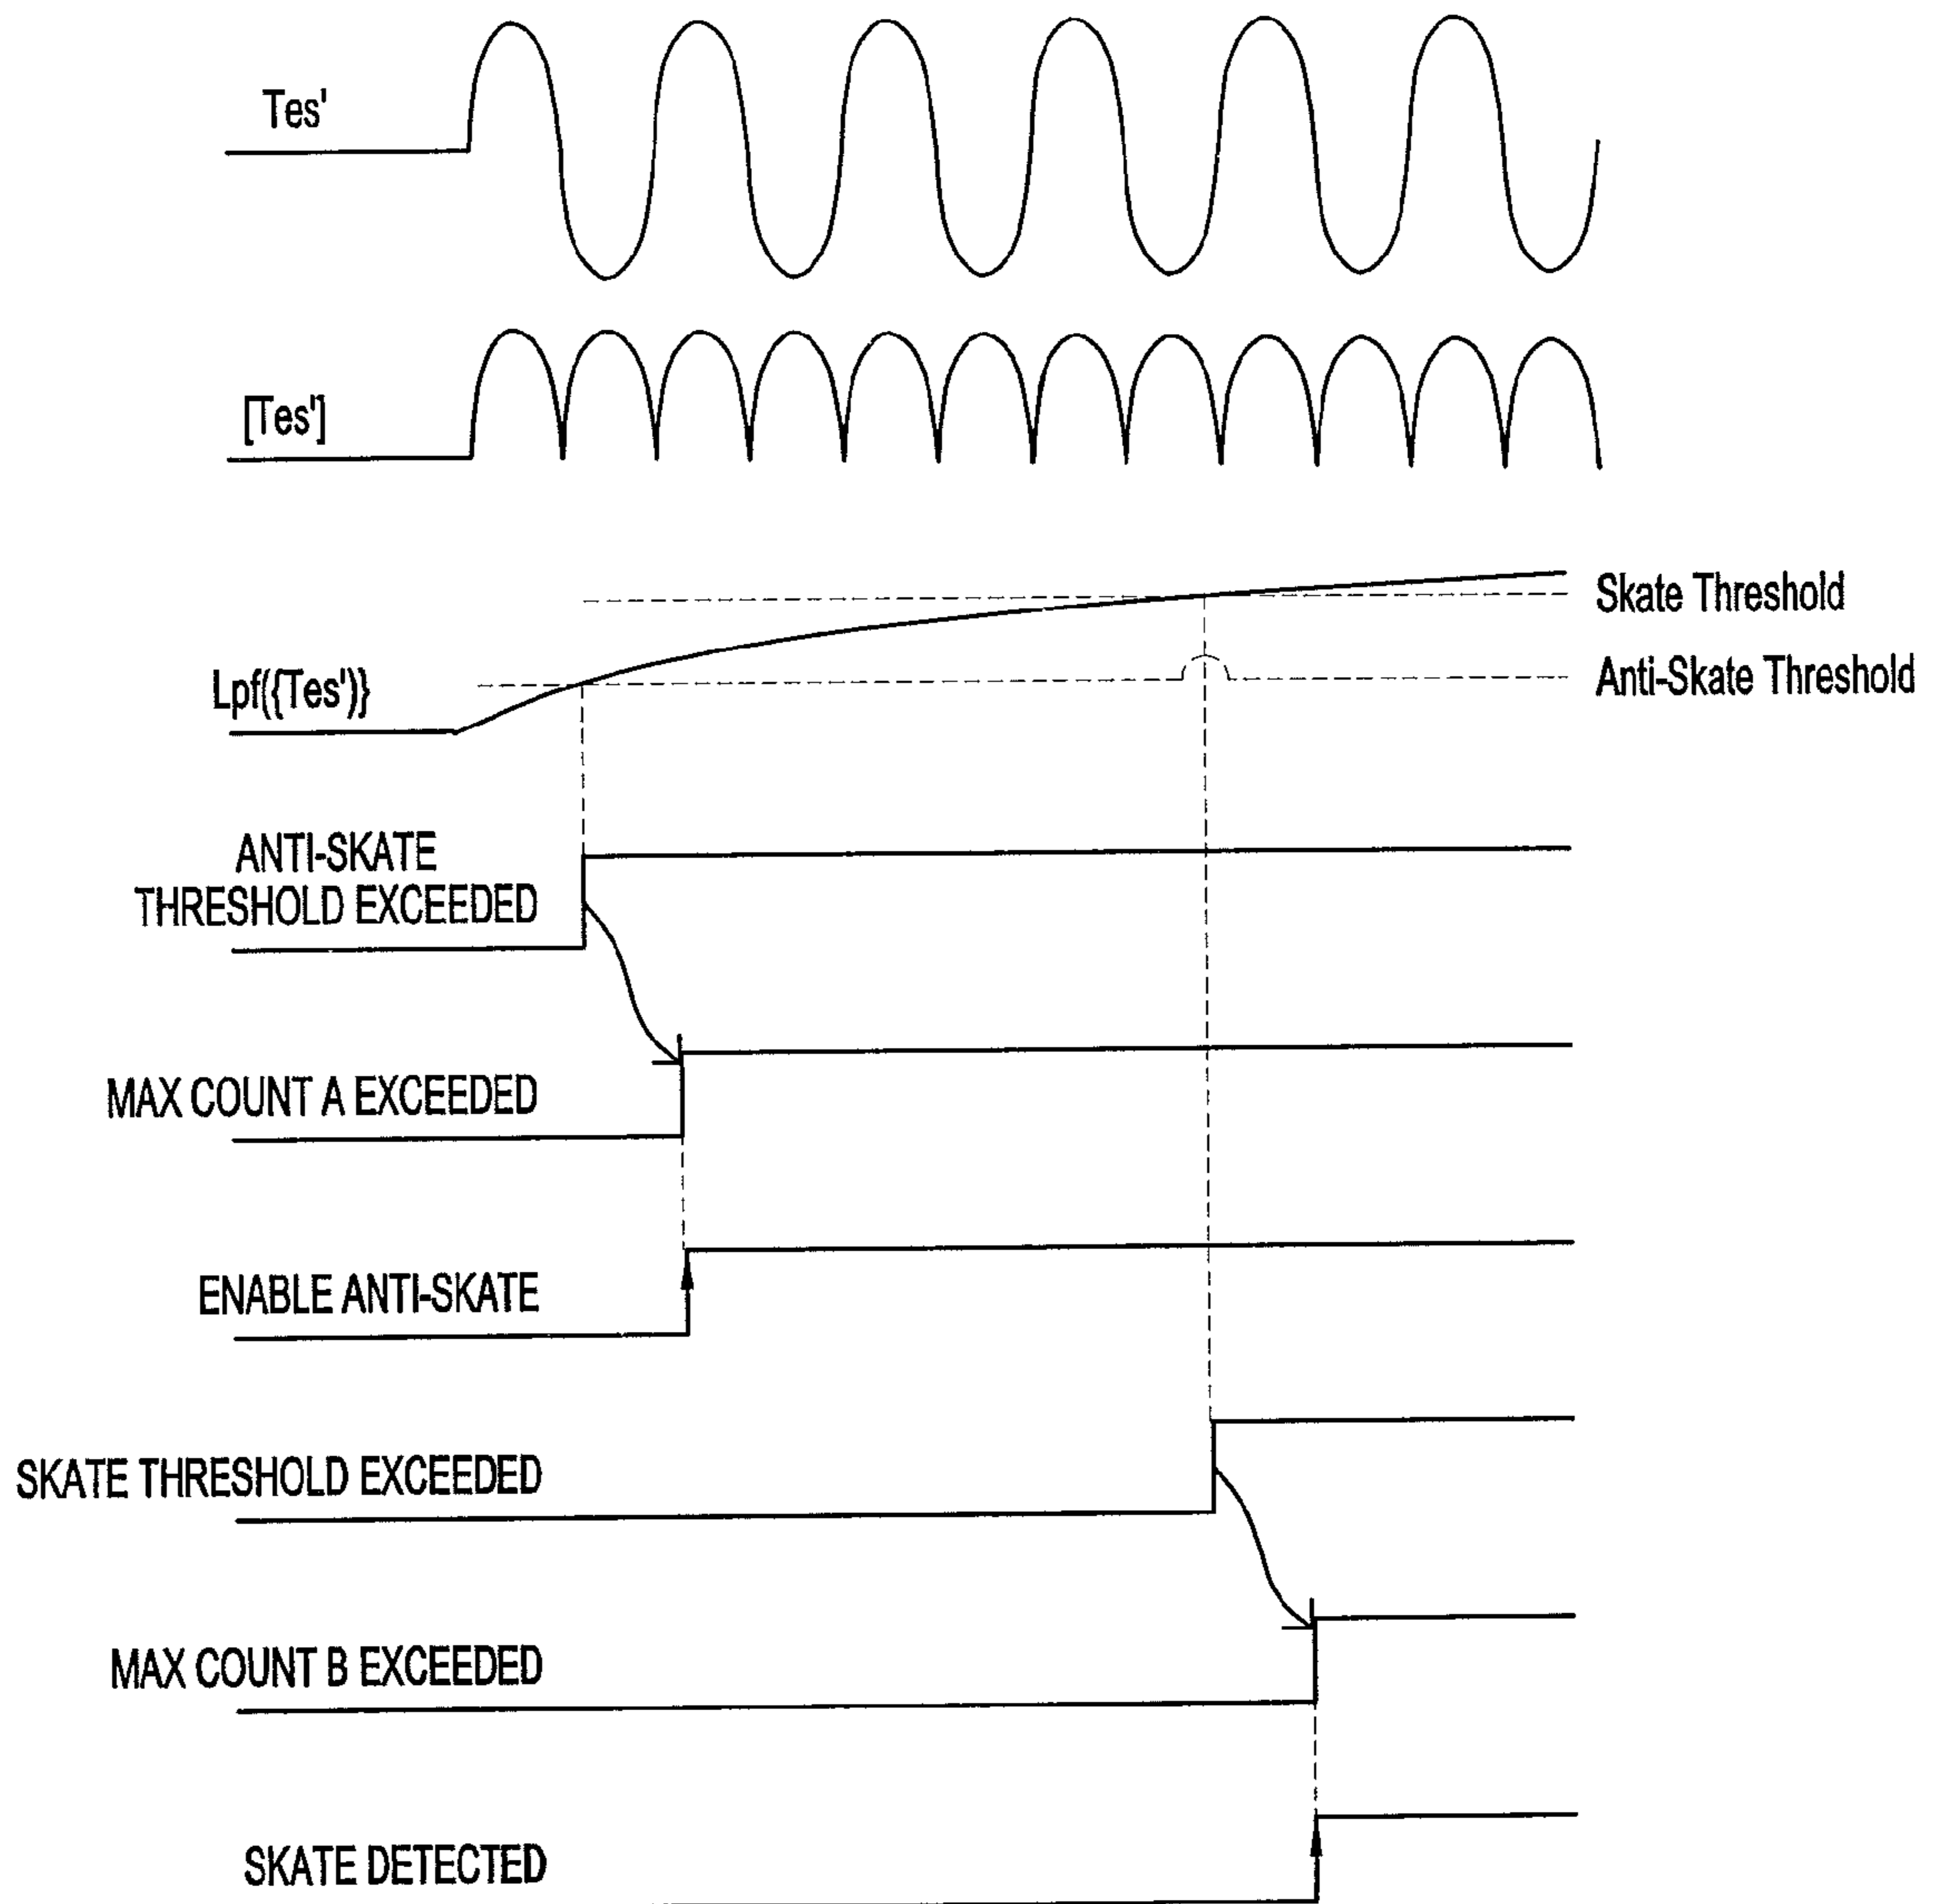 Tes'
[Tes']
Skate Threshold
Lpf({Tes')}
Anti-Skate Threshold
ANTI-SKATE
THRESHOLD EXCEEDED
MAX COUNT A EXCEEDED
ENABLE ANTI-SKATE
SKATE THRESHOLD EXCEEDED
MAX COUNT B EXCEEDED
SKATE DETECTED